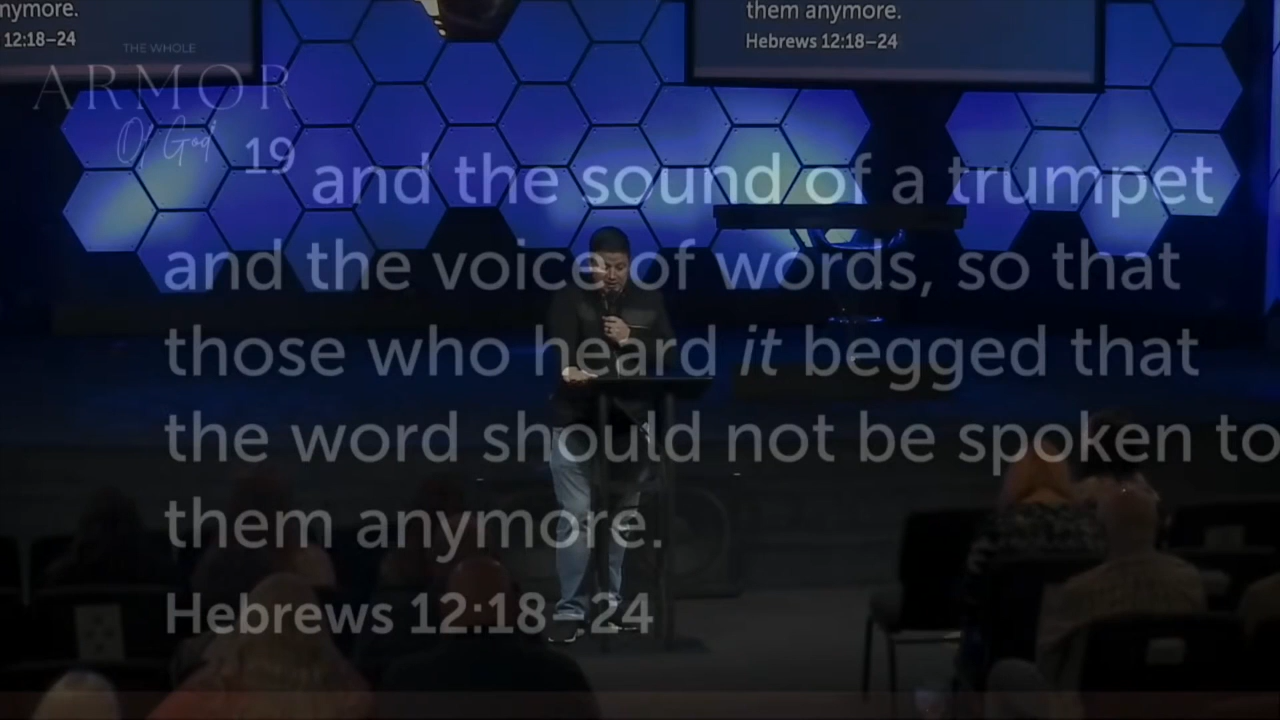 nymore.
12:18–24
them anymore.
Hebrews 12:18–24
THE WHOLE
ARMOR
Of God
19 and the sound of a trumpet
and the voice of words, so that
those who heard it begged that
the word should not be spoken to
them anymore.
Hebrews 12:18–24